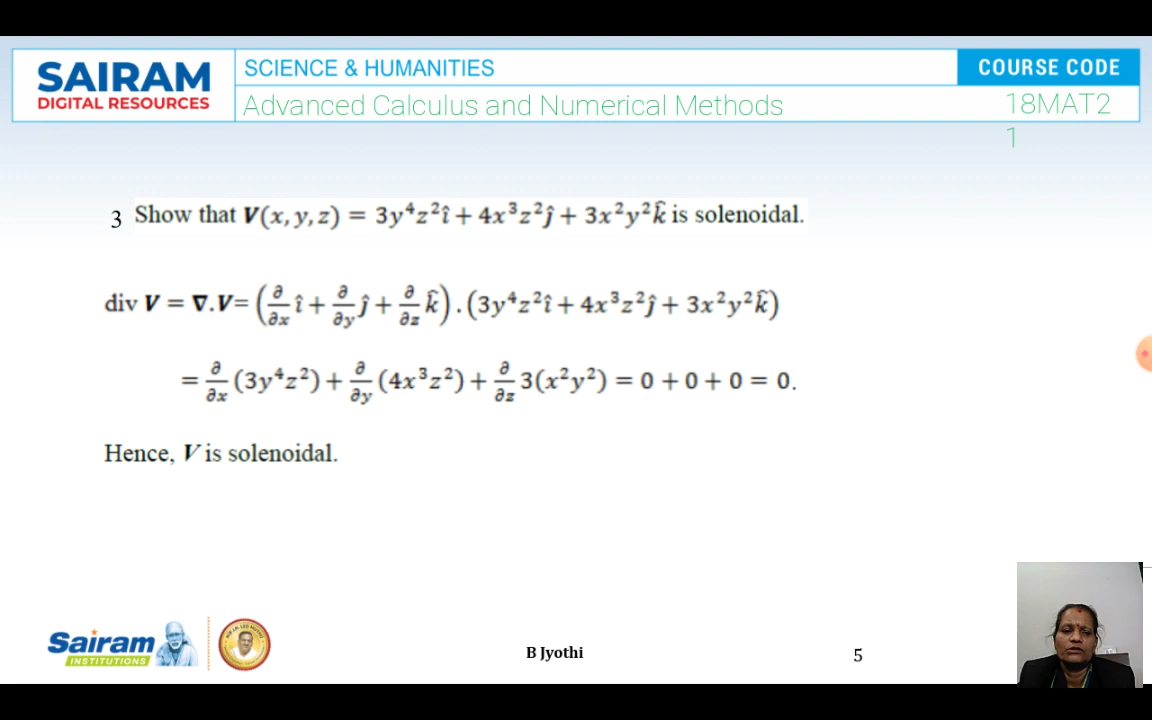 SAIRAM
DIGITAL RESOURCES
SCIENCE & HUMANITIES
COURSE CODE
Advanced Calculus and Numerical Methods
18MAT2
1
3 Show that V(x, y, z) = 3y⁴z²î + 4x³z²ĵ + 3x²y²k̂ is solenoidal.
div V = ∇.V= (∂/∂x î + ∂/∂y ĵ + ∂/∂z k̂) . (3y⁴z²î + 4x³z²ĵ + 3x²y²k̂)
= ∂/∂x (3y⁴z²) + ∂/∂y (4x³z²) + ∂/∂z 3(x²y²) = 0 + 0 + 0 = 0.
Hence, V is solenoidal.
Sairam
INSTITUTIONS
B Jyothi
5